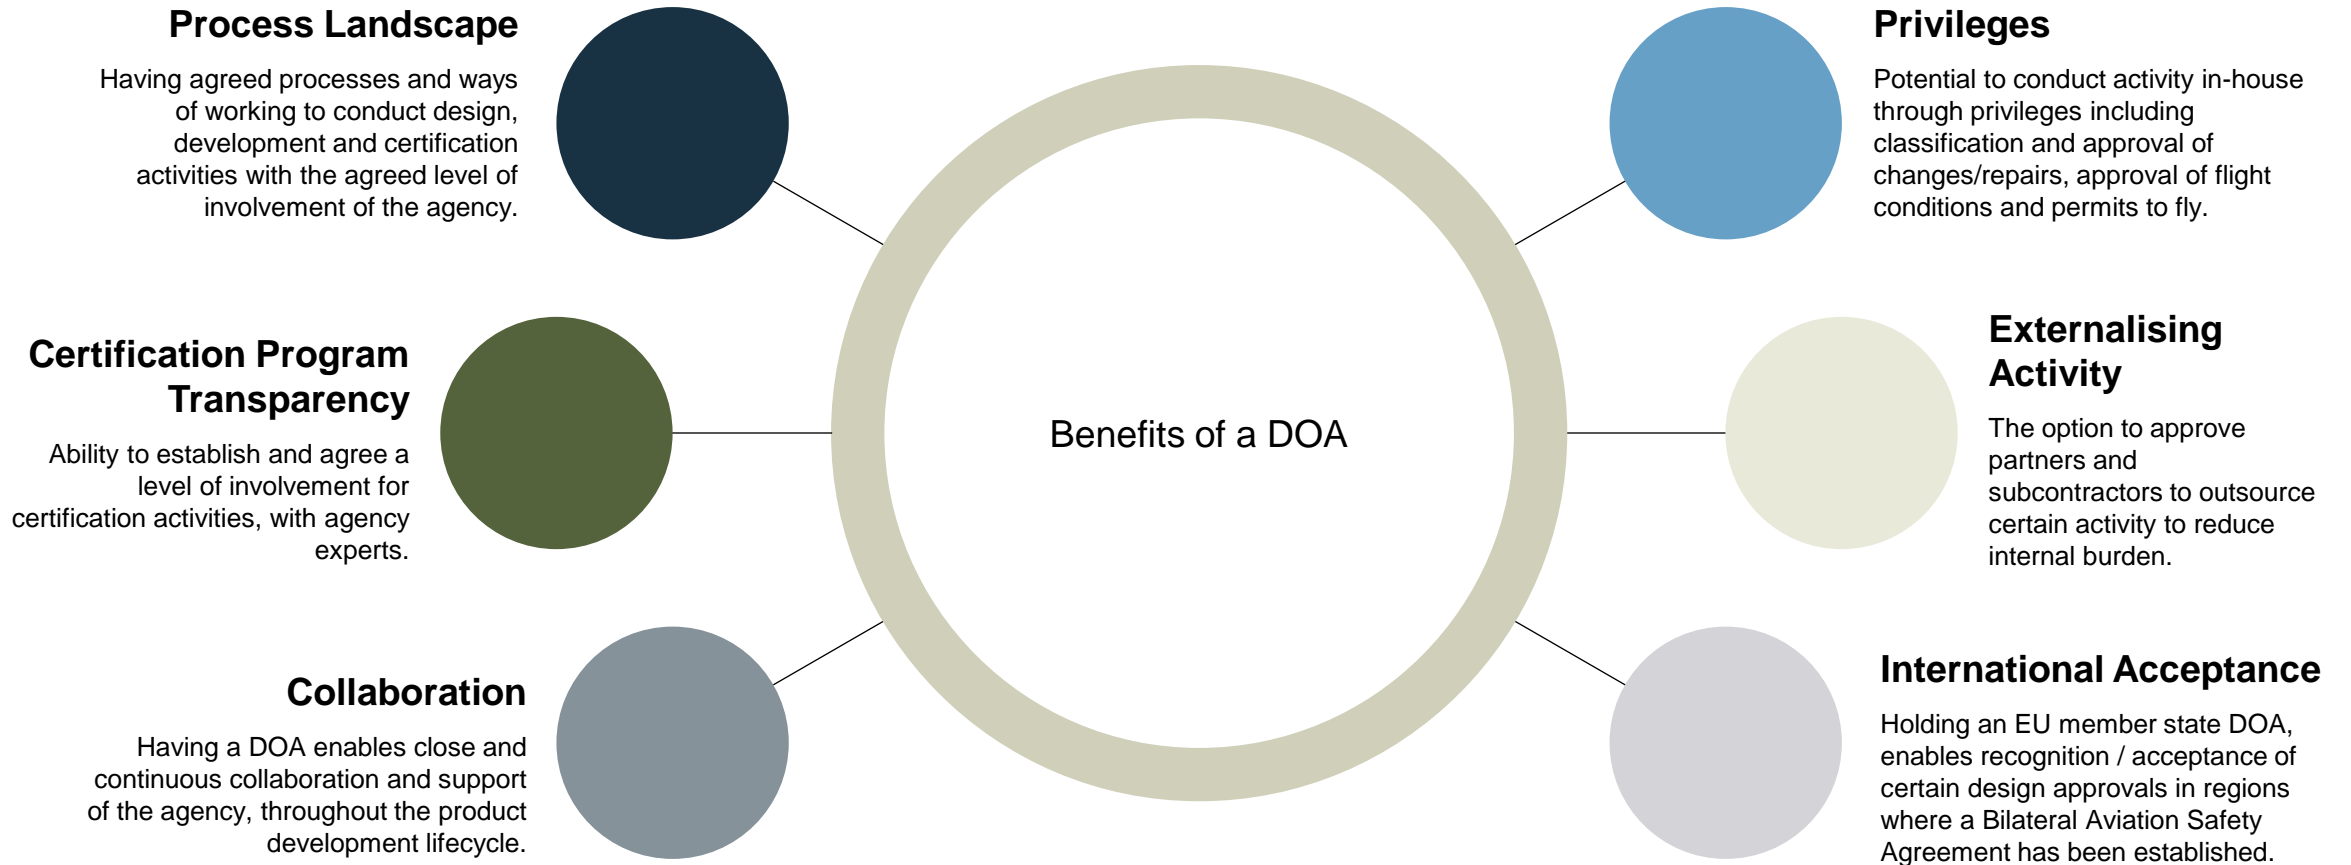 Process Landscape
Having agreed processes and ways
of working to conduct design,
development and certification
activities with the agreed level of
involvement of the agency.
Certification Program
Transparency
Ability to establish and agree a
level of involvement for
certification activities, with agency
experts.
Collaboration
Having a DOA enables close and
continuous collaboration and support
of the agency, throughout the product
development lifecycle.
Benefits of a DOA
Privileges
Potential to conduct activity in-house
through privileges including
classification and approval of
changes/repairs, approval of flight
conditions and permits to fly.
Externalising
Activity
The option to approve
partners and
subcontractors to outsource
certain activity to reduce
internal burden.
International Acceptance
Holding an EU member state DOA,
enables recognition / acceptance of
certain design approvals in regions
where a Bilateral Aviation Safety
Agreement has been established.